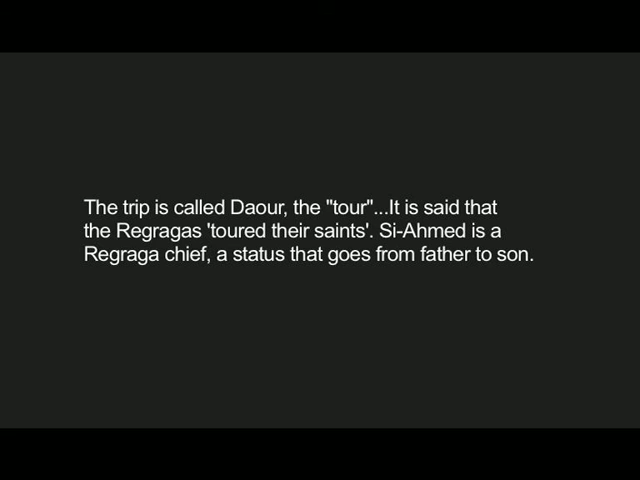 The trip is called Daour, the "tour"...It is said that
the Regragas 'toured their saints'. Si-Ahmed is a
Regraga chief, a status that goes from father to son.